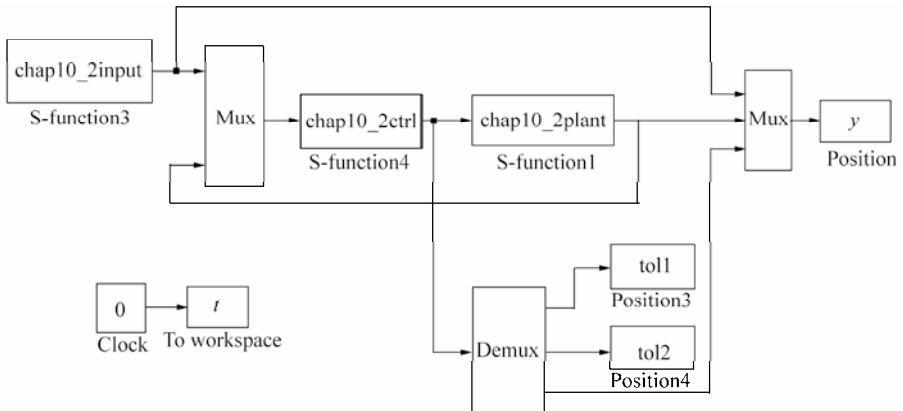 chap10_2input
S-function3
Mux
chap10_2ctrl
S-function4
chap10_2plant
S-function1
Mux
y
Position
0
Clock
t
To workspace
Demux
tol1
Position3
tol2
Position4